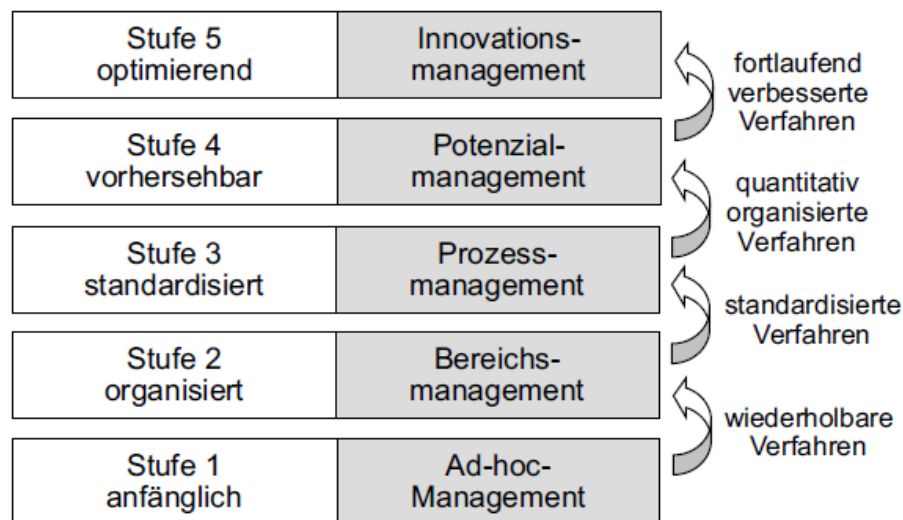 Stufe 5
optimierend
Innovations-
management
fortlaufend
verbesserte
Verfahren
Stufe 4
vorhersehbar
Potenzial-
management
quantitativ
organisierte
Verfahren
Stufe 3
standardisiert
Prozess-
management
standardisierte
Verfahren
Stufe 2
organisiert
Bereichs-
management
wiederholbare
Verfahren
Stufe 1
anfänglich
Ad-hoc-
Management